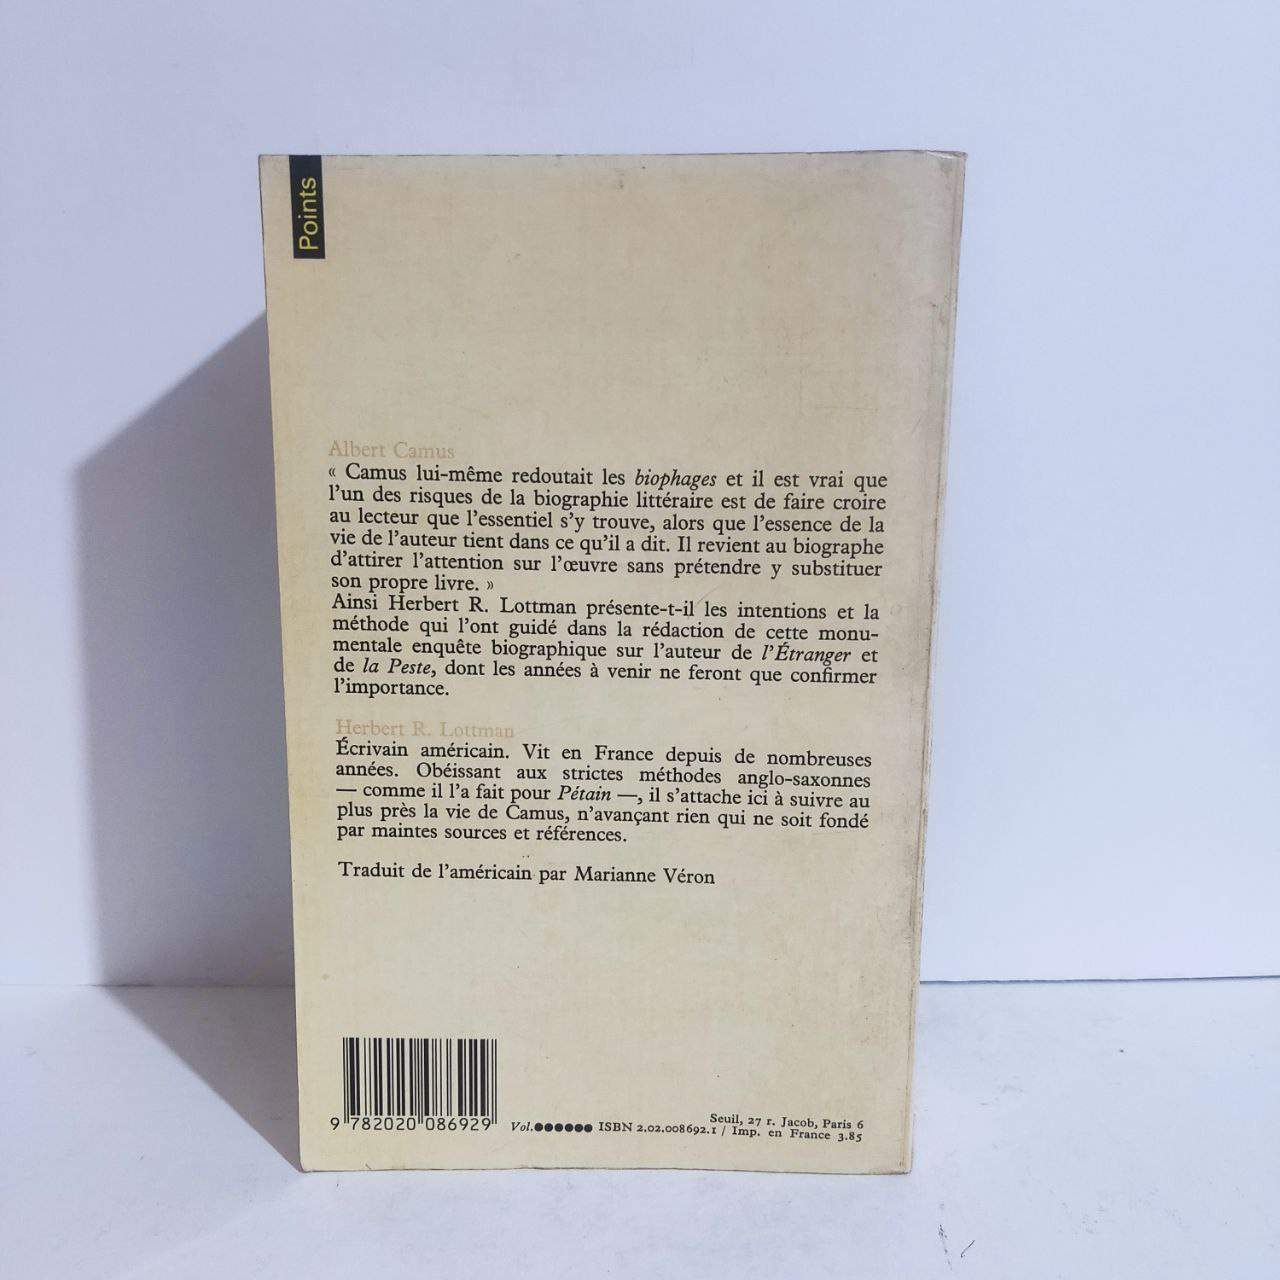 Points
Albert Camus
« Camus lui-même redoutait les biophages et il est vrai que
l'un des risques de la biographie littéraire est de faire croire
au lecteur que l'essentiel s'y trouve, alors que l'essence de la
vie de l'auteur tient dans ce qu'il a dit. Il revient au biographe
d'attirer l'attention sur l'œuvre sans prétendre y substituer
son propre livre. »
Ainsi Herbert R. Lottman présente-t-il les intentions et la
méthode qui l'ont guidé dans la rédaction de cette monu-
mentale enquête biographique sur l'auteur de l'Étranger et
de la Peste, dont les années à venir ne feront que confirmer
l'importance.
Herbert R. Lottman
Écrivain américain. Vit en France depuis de nombreuses
années. Obéissant aux strictes méthodes anglo-saxonnes
— comme il l'a fait pour Pétain —, il s'attache ici à suivre au
plus près la vie de Camus, n'avançant rien qui ne soit fondé
par maintes sources et références.
Traduit de l'américain par Marianne Véron
9 782020 086929
Vol.●●●●●●
Seuil, 27 r. Jacob, Paris 6
ISBN 2.02.008692.1 / Imp. en France 3.85